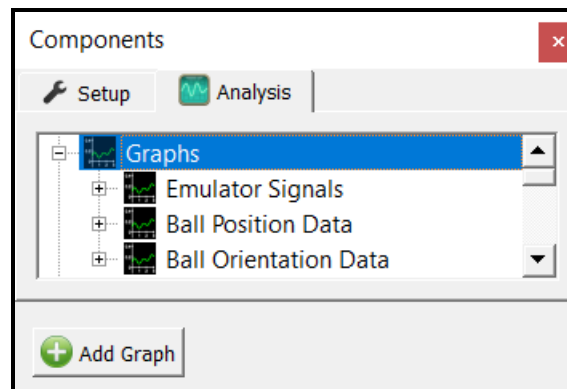 Components
Setup Analysis
Graphs
Emulator Signals
Ball Position Data
Ball Orientation Data
Add Graph